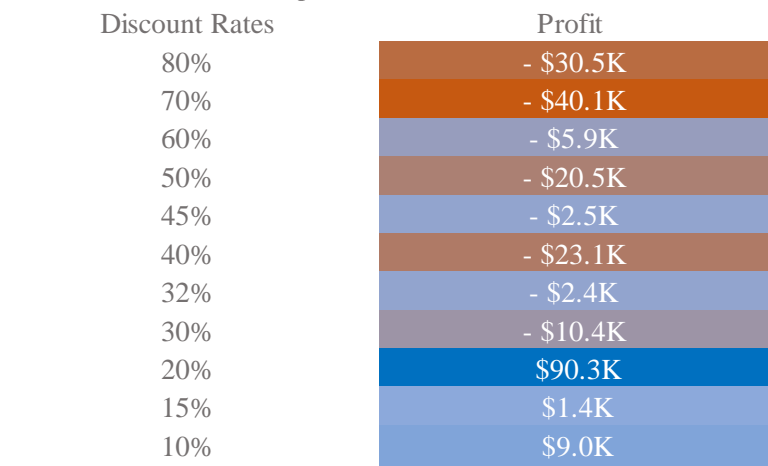 Discount Rates Profit
80% - $30.5K
70% - $40.1K
60% - $5.9K
50% - $20.5K
45% - $2.5K
40% - $23.1K
32% - $2.4K
30% - $10.4K
20% $90.3K
15% $1.4K
10% $9.0K